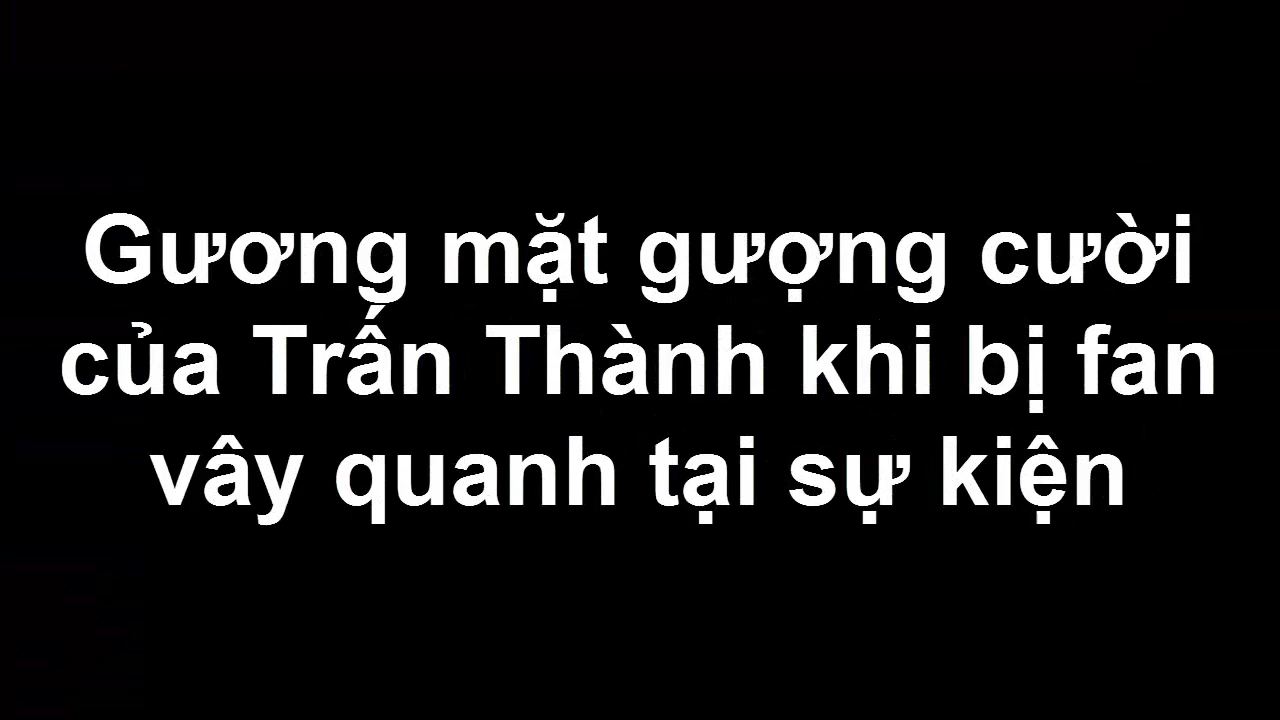 Gương mặt gượng cười
của Trấn Thành khi bị fan
vây quanh tại sự kiện